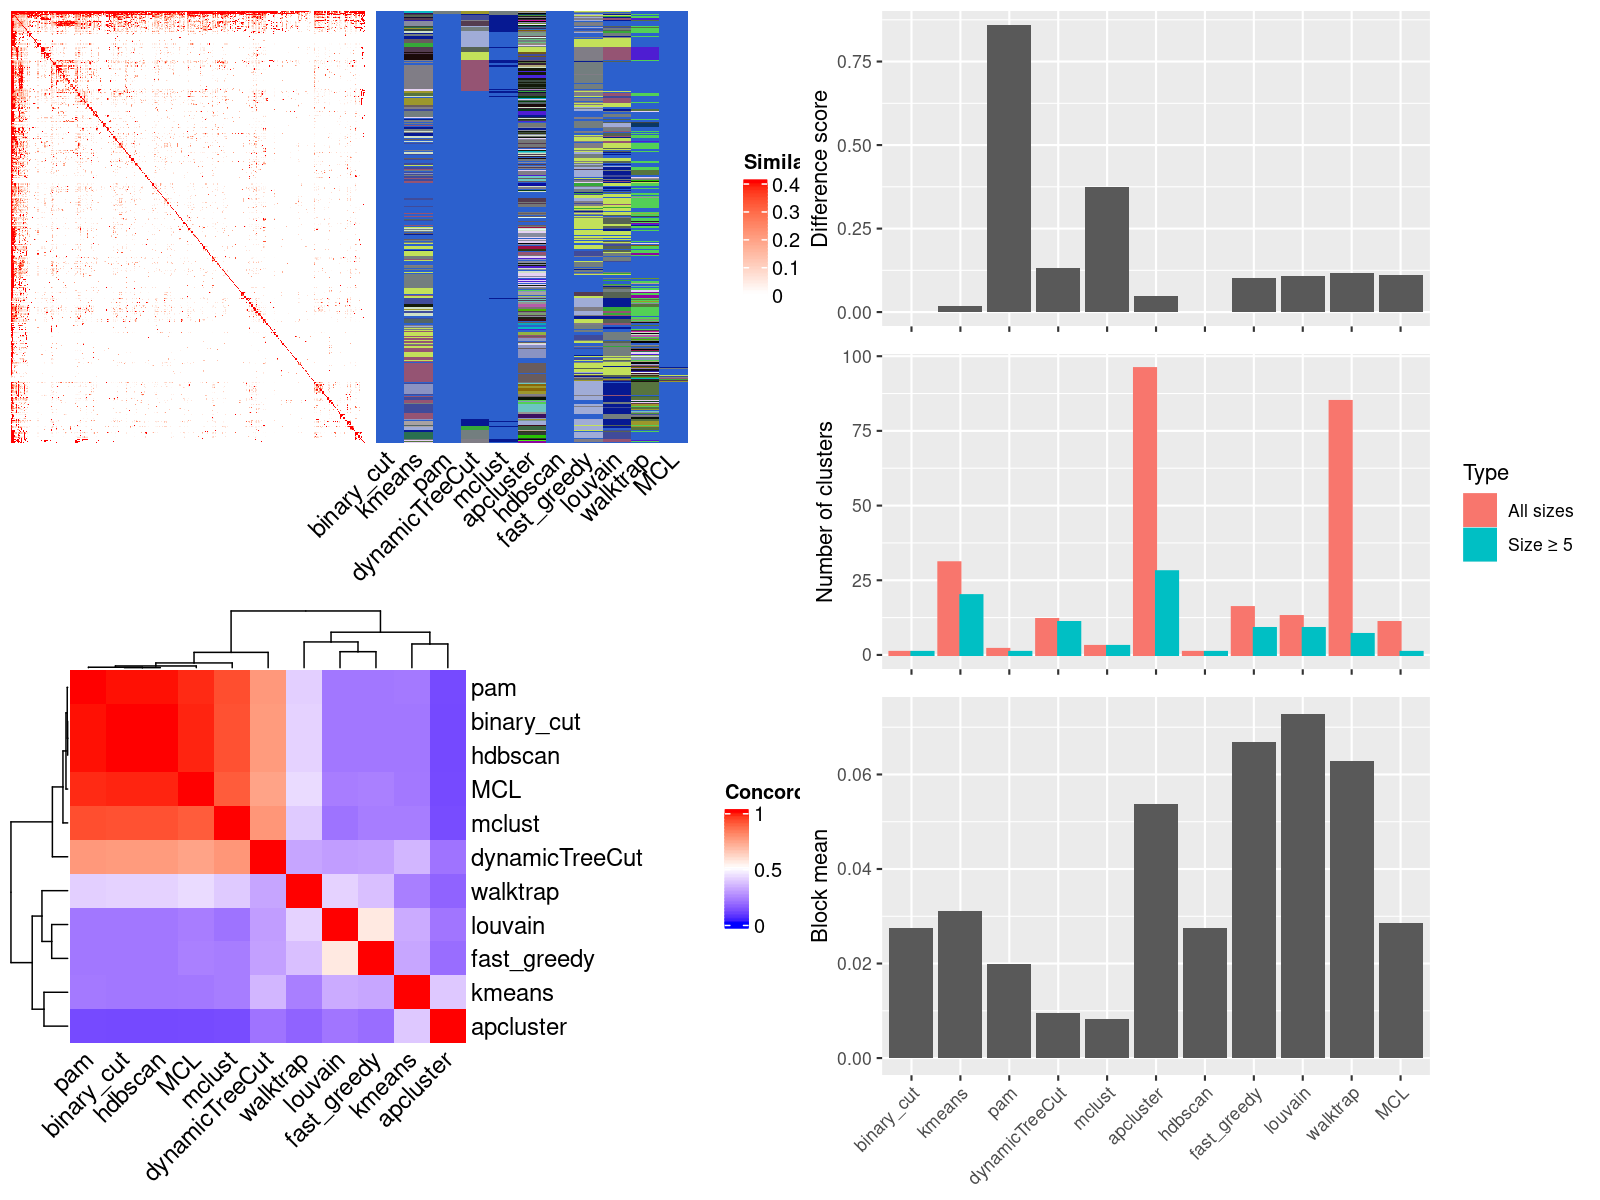 Simila
0.4
0.3
0.2
0.1
0
binary_cut
kmeans
pam
dynamicTreeCut
mclust
apcluster
hdbscan
fast_greedy
louvain
walktrap
MCL
pam
binary_cut
hdbscan
MCL
mclust
dynamicTreeCut
walktrap
louvain
fast_greedy
kmeans
apcluster
pam
binary_cut
hdbscan
MCL
mclust
dynamicTreeCut
walktrap
louvain
fast_greedy
kmeans
apcluster
Concord
1
0.5
0
Difference score
0.75
0.50
0.25
0.00
Number of clusters
100
75
50
25
0
Type
All sizes
Size ≥ 5
Block mean
0.06
0.04
0.02
0.00
binary_cut
kmeans
pam
dynamicTreeCut
mclust
apcluster
hdbscan
fast_greedy
louvain
walktrap
MCL